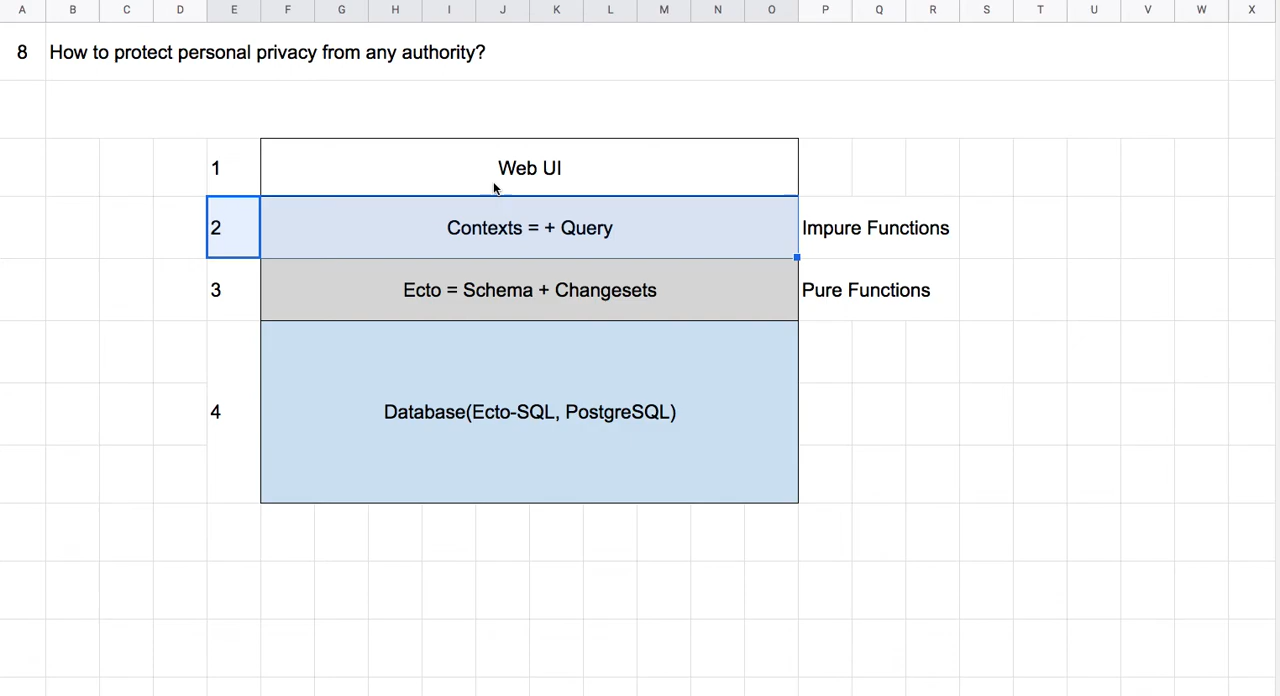 A B C D E F G H I J K L M N O P Q R S T U V W X
8 How to protect personal privacy from any authority?
1 Web UI
2 Contexts = + Query Impure Functions
3 Ecto = Schema + Changesets Pure Functions
4 Database(Ecto-SQL, PostgreSQL)